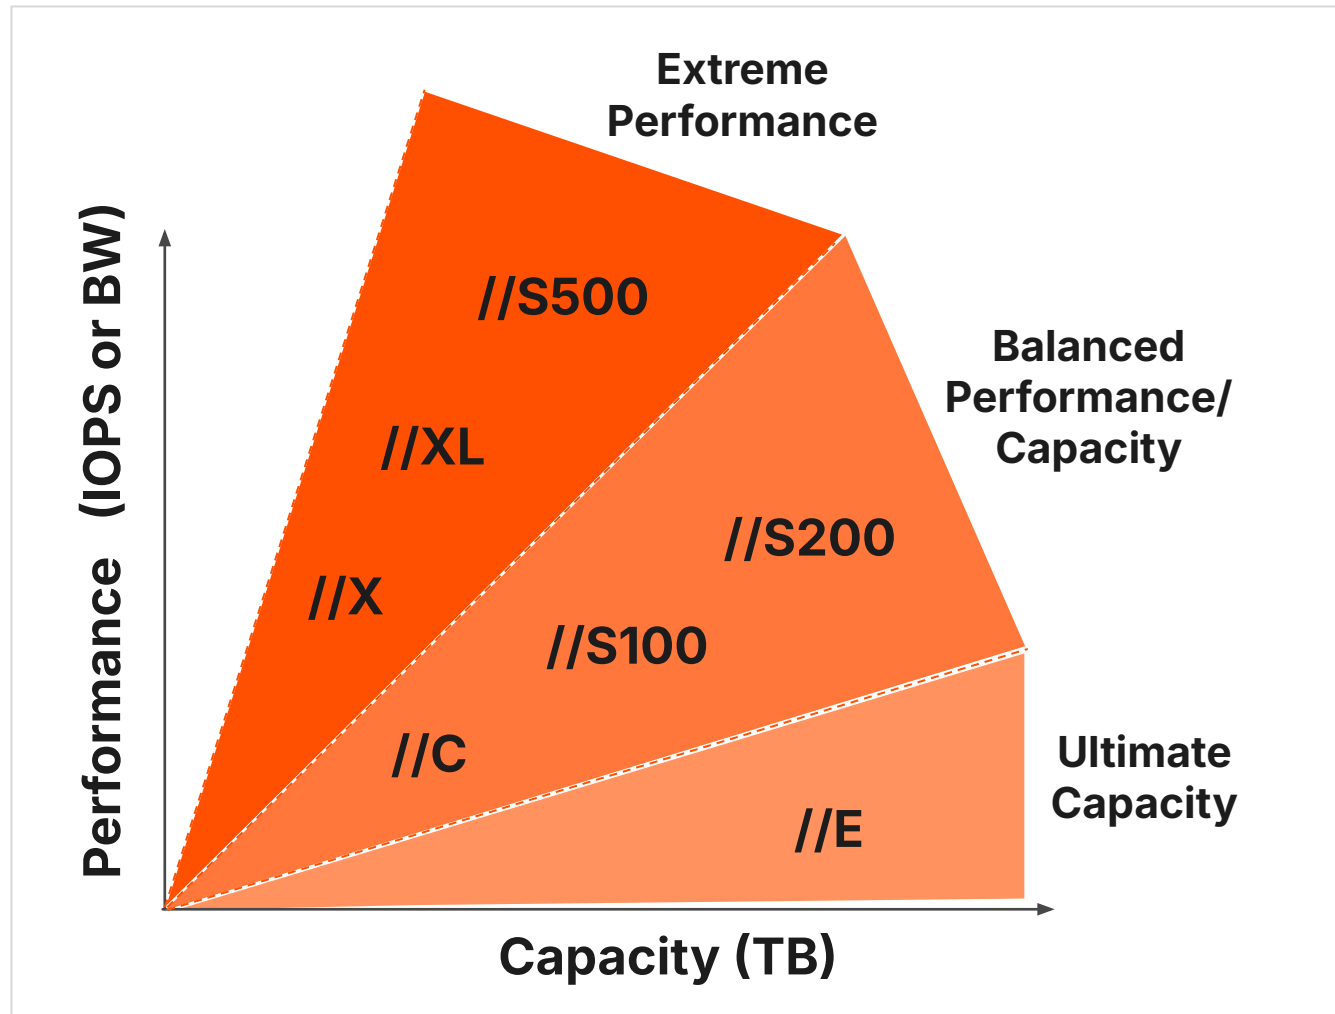 Extreme
Performance
Performance (IOPS or BW)
//S500
Balanced
Performance/
Capacity
//XL
//S200
//X
//S100
//C
Ultimate
Capacity
//E
Capacity (TB)